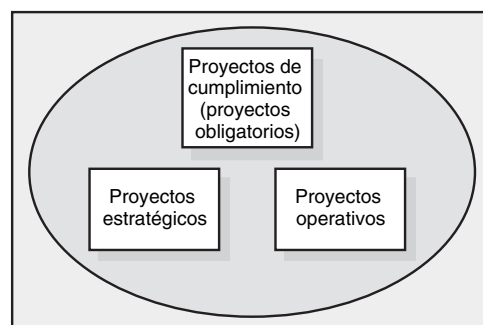 Proyectos de
cumplimiento
(proyectos
obligatorios)
Proyectos
estratégicos
Proyectos
operativos